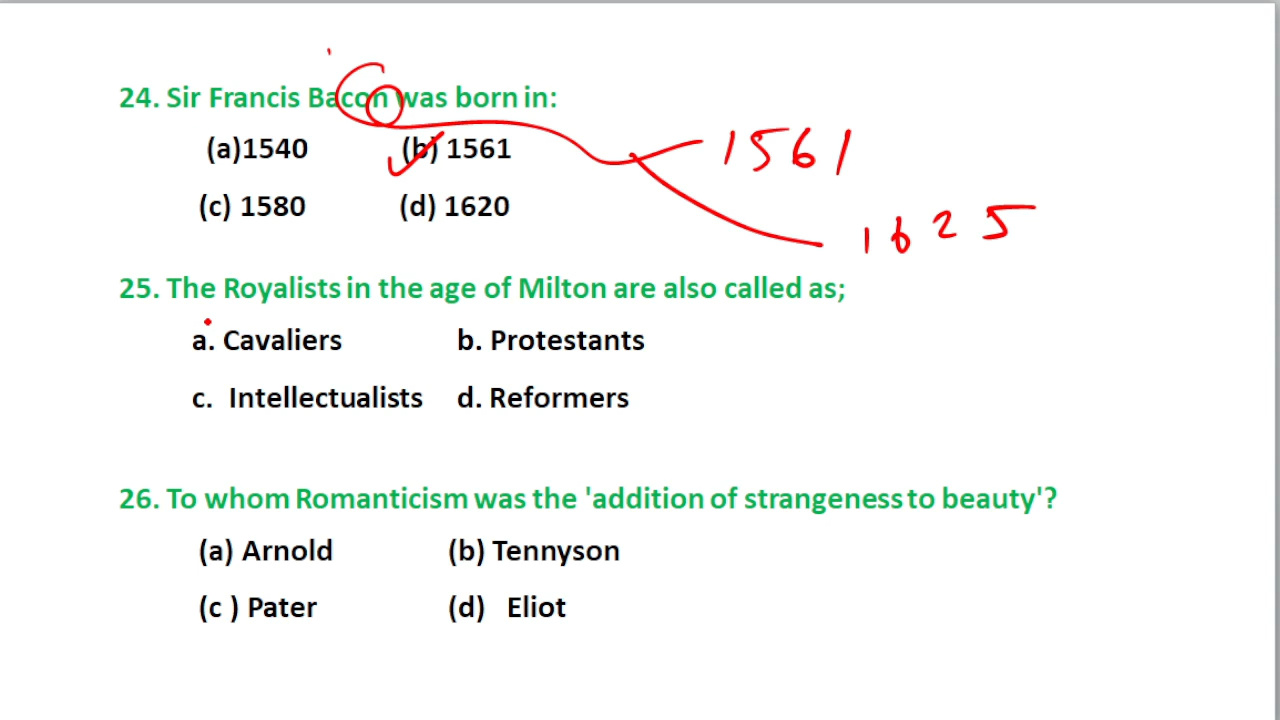 24. Sir Francis Bacon was born in:
(a)1540 (b) 1561 1561
(c) 1580 (d) 1620 1625
25. The Royalists in the age of Milton are also called as;
a. Cavaliers b. Protestants
c. Intellectualists d. Reformers
26. To whom Romanticism was the 'addition of strangeness to beauty'?
(a) Arnold (b) Tennyson
(c ) Pater (d) Eliot